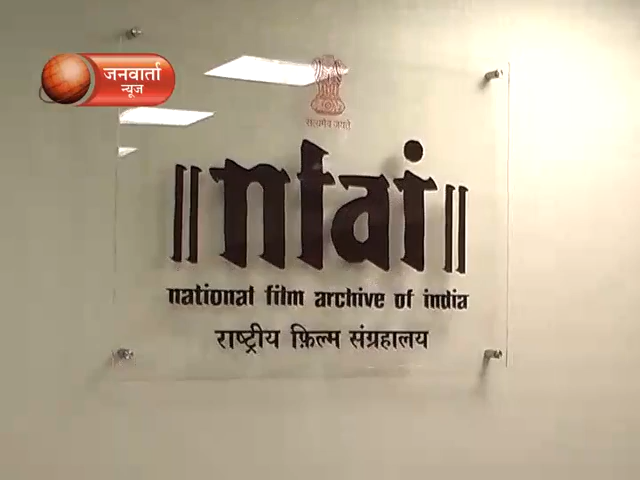 जनवार्ता
न्यूज
सत्यमेव जयते
||nfai||
national film archive of india
राष्ट्रीय फ़िल्म संग्रहालय